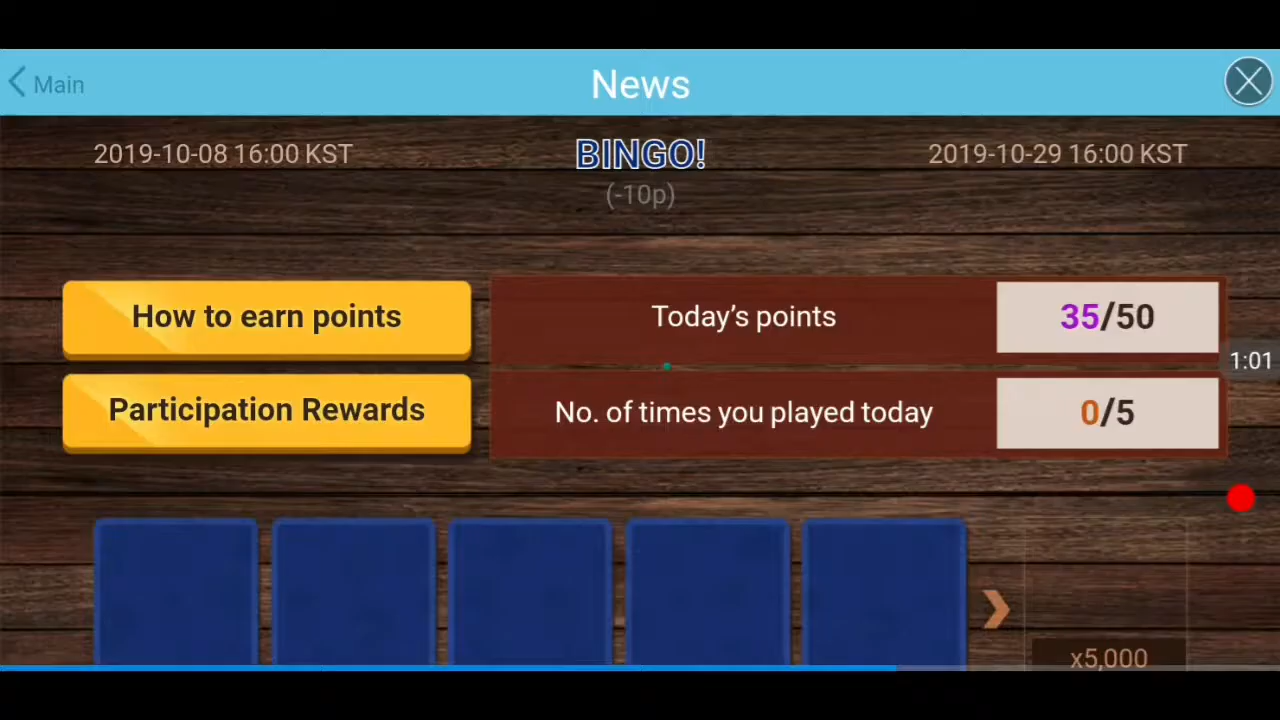 Main
News
2019-10-08 16:00 KST
BINGO!
2019-10-29 16:00 KST
(-10p)
How to earn points
Today’s points
35/50
1:01
Participation Rewards
No. of times you played today
0/5
x5,000